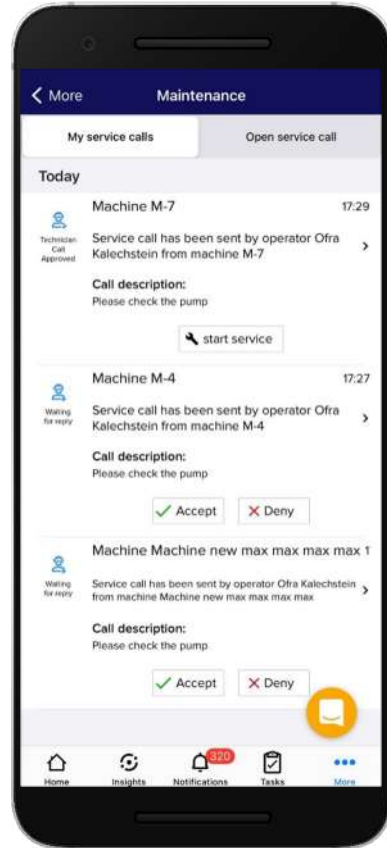 More
Maintenance
My service calls
Open service call
Today
Machine M-7
17:29
Technician
Call
Approved
Service call has been sent by operator Ofra
Kalechstein from machine M-7
Call description:
Please check the pump
start service
Machine M-4
17:27
Waiting
for reply
Service call has been sent by operator Ofra
Kalechstein from machine M-4
Call description:
Please check the pump
Accept
Deny
Machine Machine new max max max max 1
Waiting
for reply
Service call has been sent by operator Ofra Kalechstein
from machine Machine new max max max max
Call description:
Please check the pump
Accept
Deny
320
Home
Insights
Notifications
Tasks
More